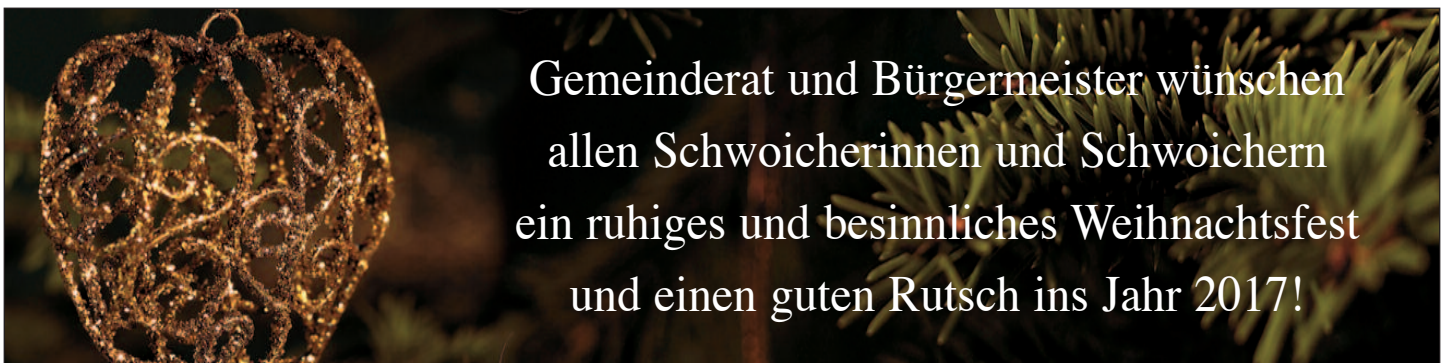 Gemeinderat und Bürgermeister wünschen
allen Schwoicherinnen und Schwoichern
ein ruhiges und besinnliches Weihnachtsfest
und einen guten Rutsch ins Jahr 2017!